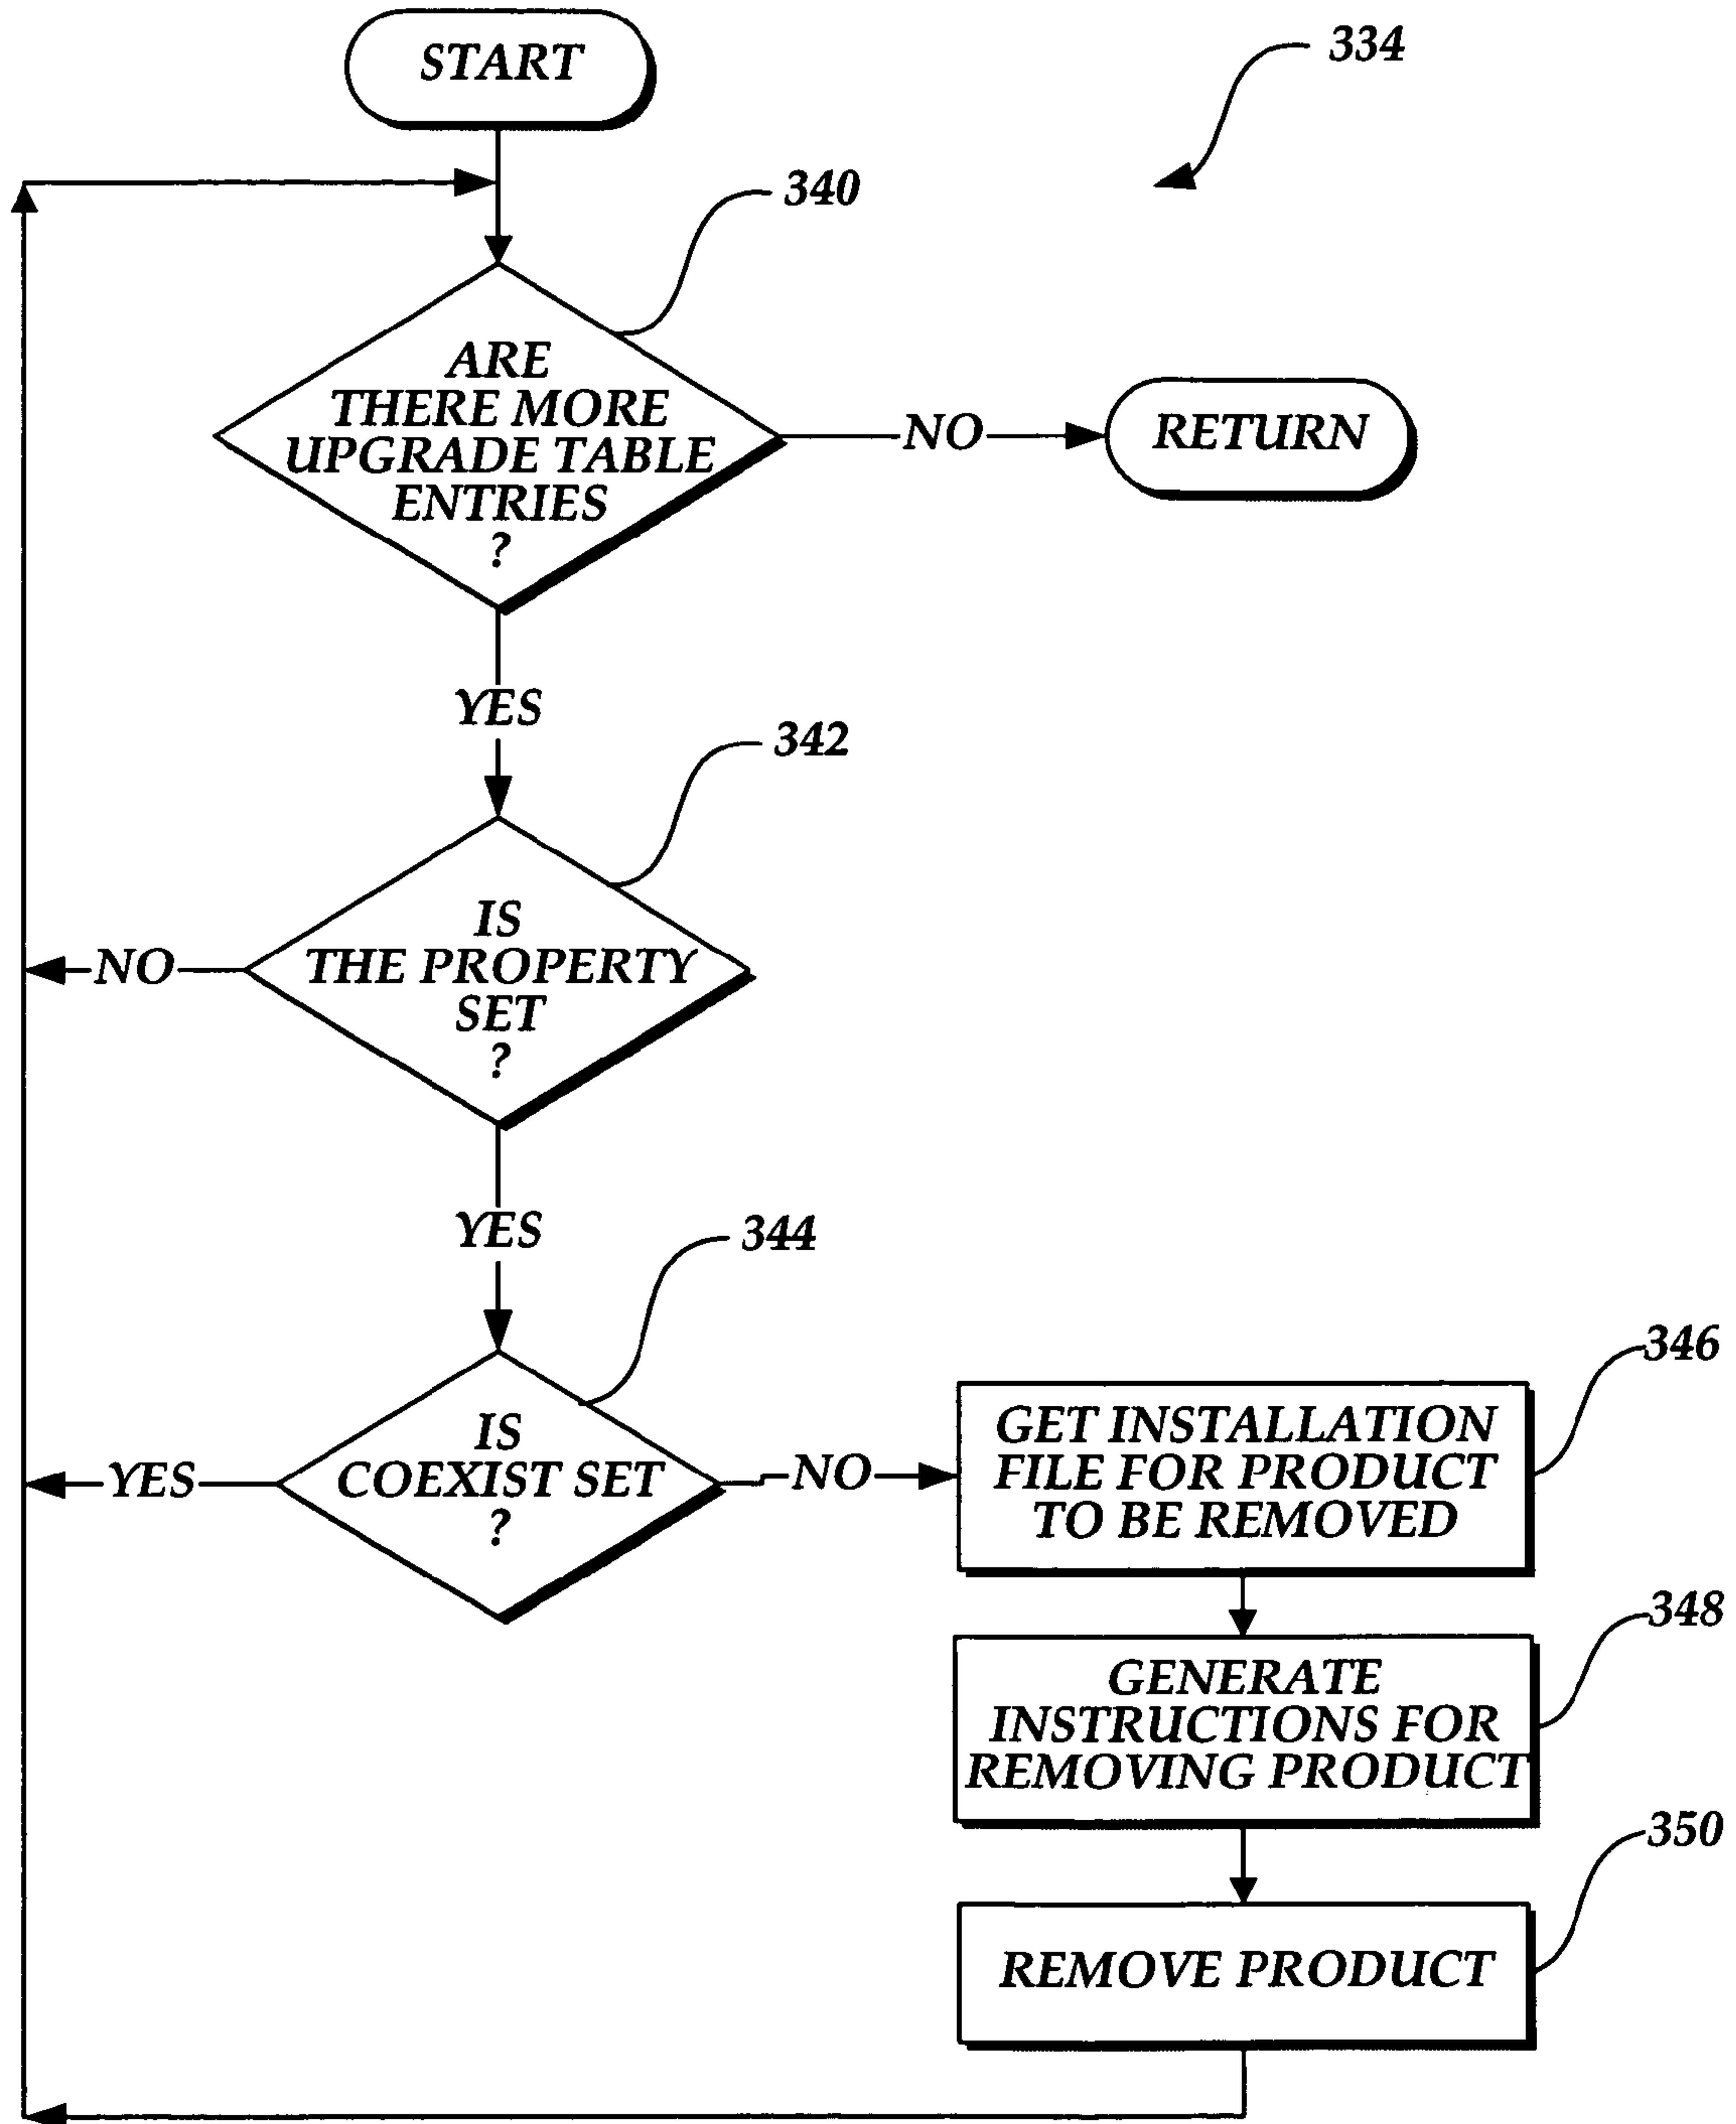 START
334
340
ARE
THERE MORE
UPGRADE TABLE
ENTRIES
?
NO
RETURN
YES
342
IS
THE PROPERTY
SET
?
NO
YES
344
IS
COEXIST SET
?
YES
NO
346
GET INSTALLATION
FILE FOR PRODUCT
TO BE REMOVED
348
GENERATE
INSTRUCTIONS FOR
REMOVING PRODUCT
350
REMOVE PRODUCT